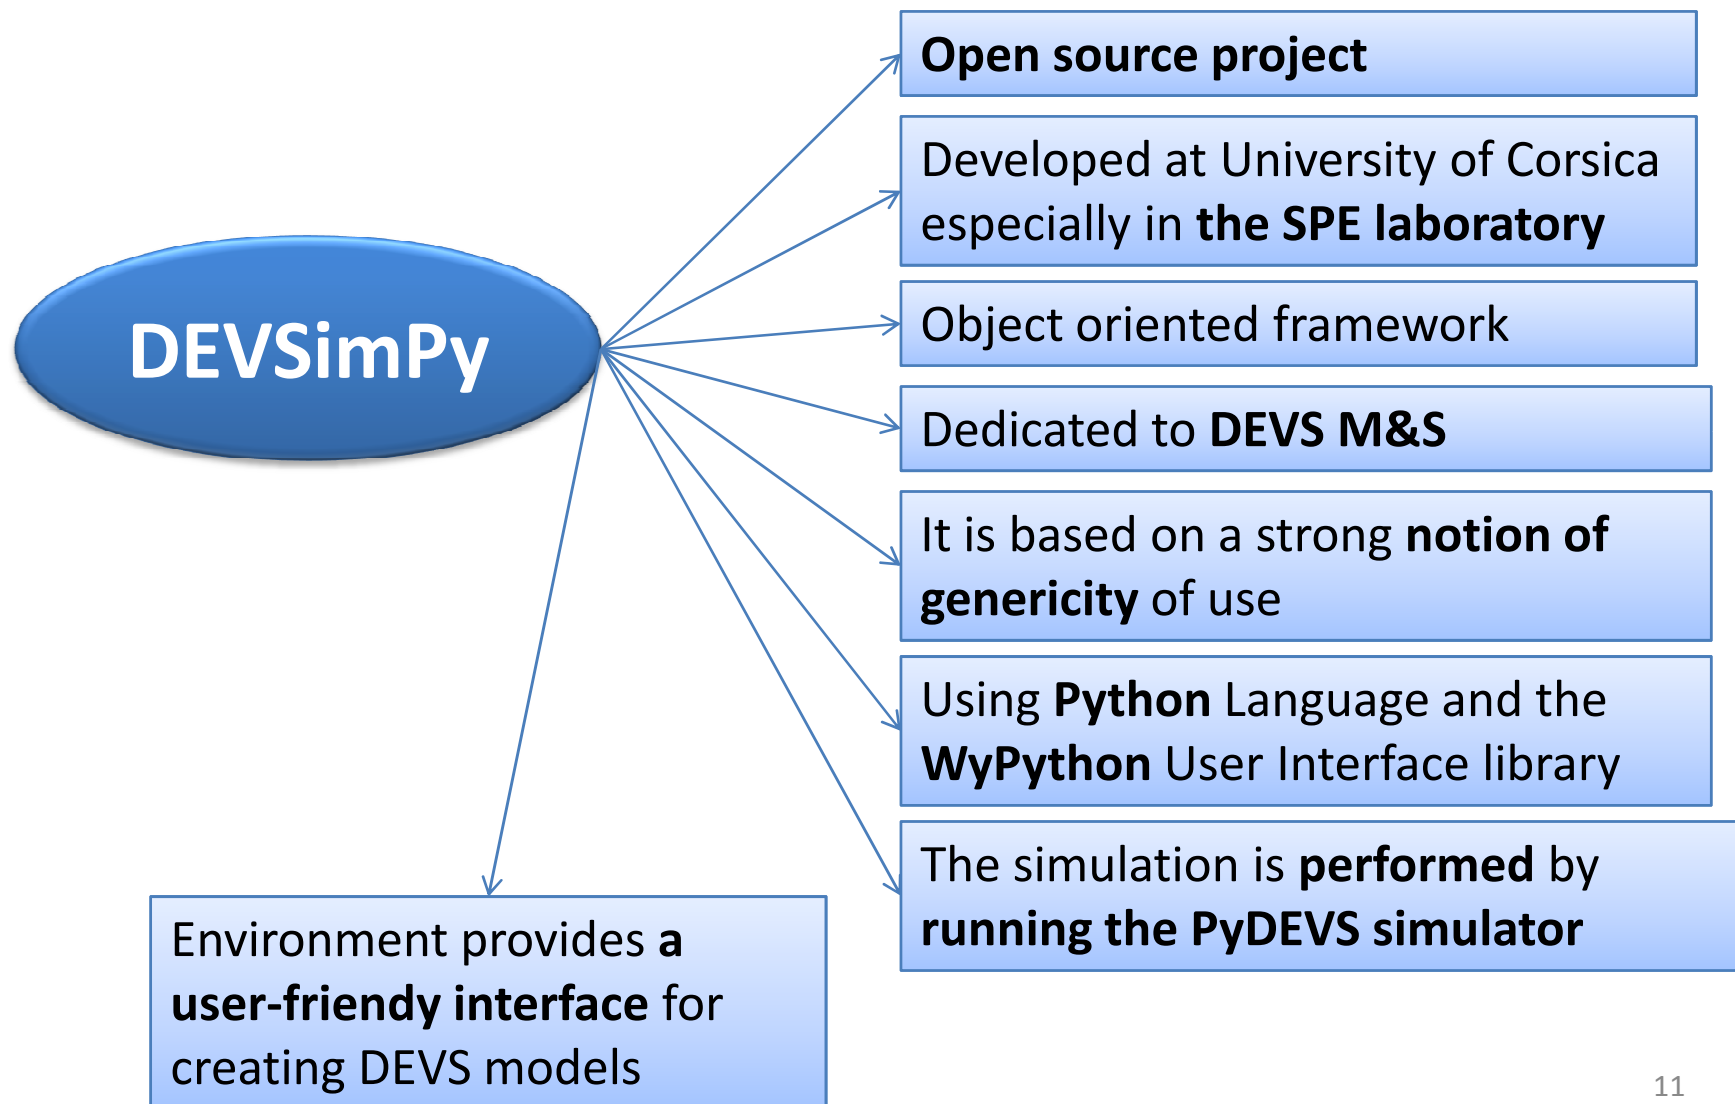 DEVSimPy
Open source project
Developed at University of Corsica
especially in the SPE laboratory
Object oriented framework
Dedicated to DEVS M&S
It is based on a strong notion of
genericity of use
Using Python Language and the
WyPython User Interface library
The simulation is performed by
running the PyDEVS simulator
Environment provides a
user-friendy interface for
creating DEVS models
11